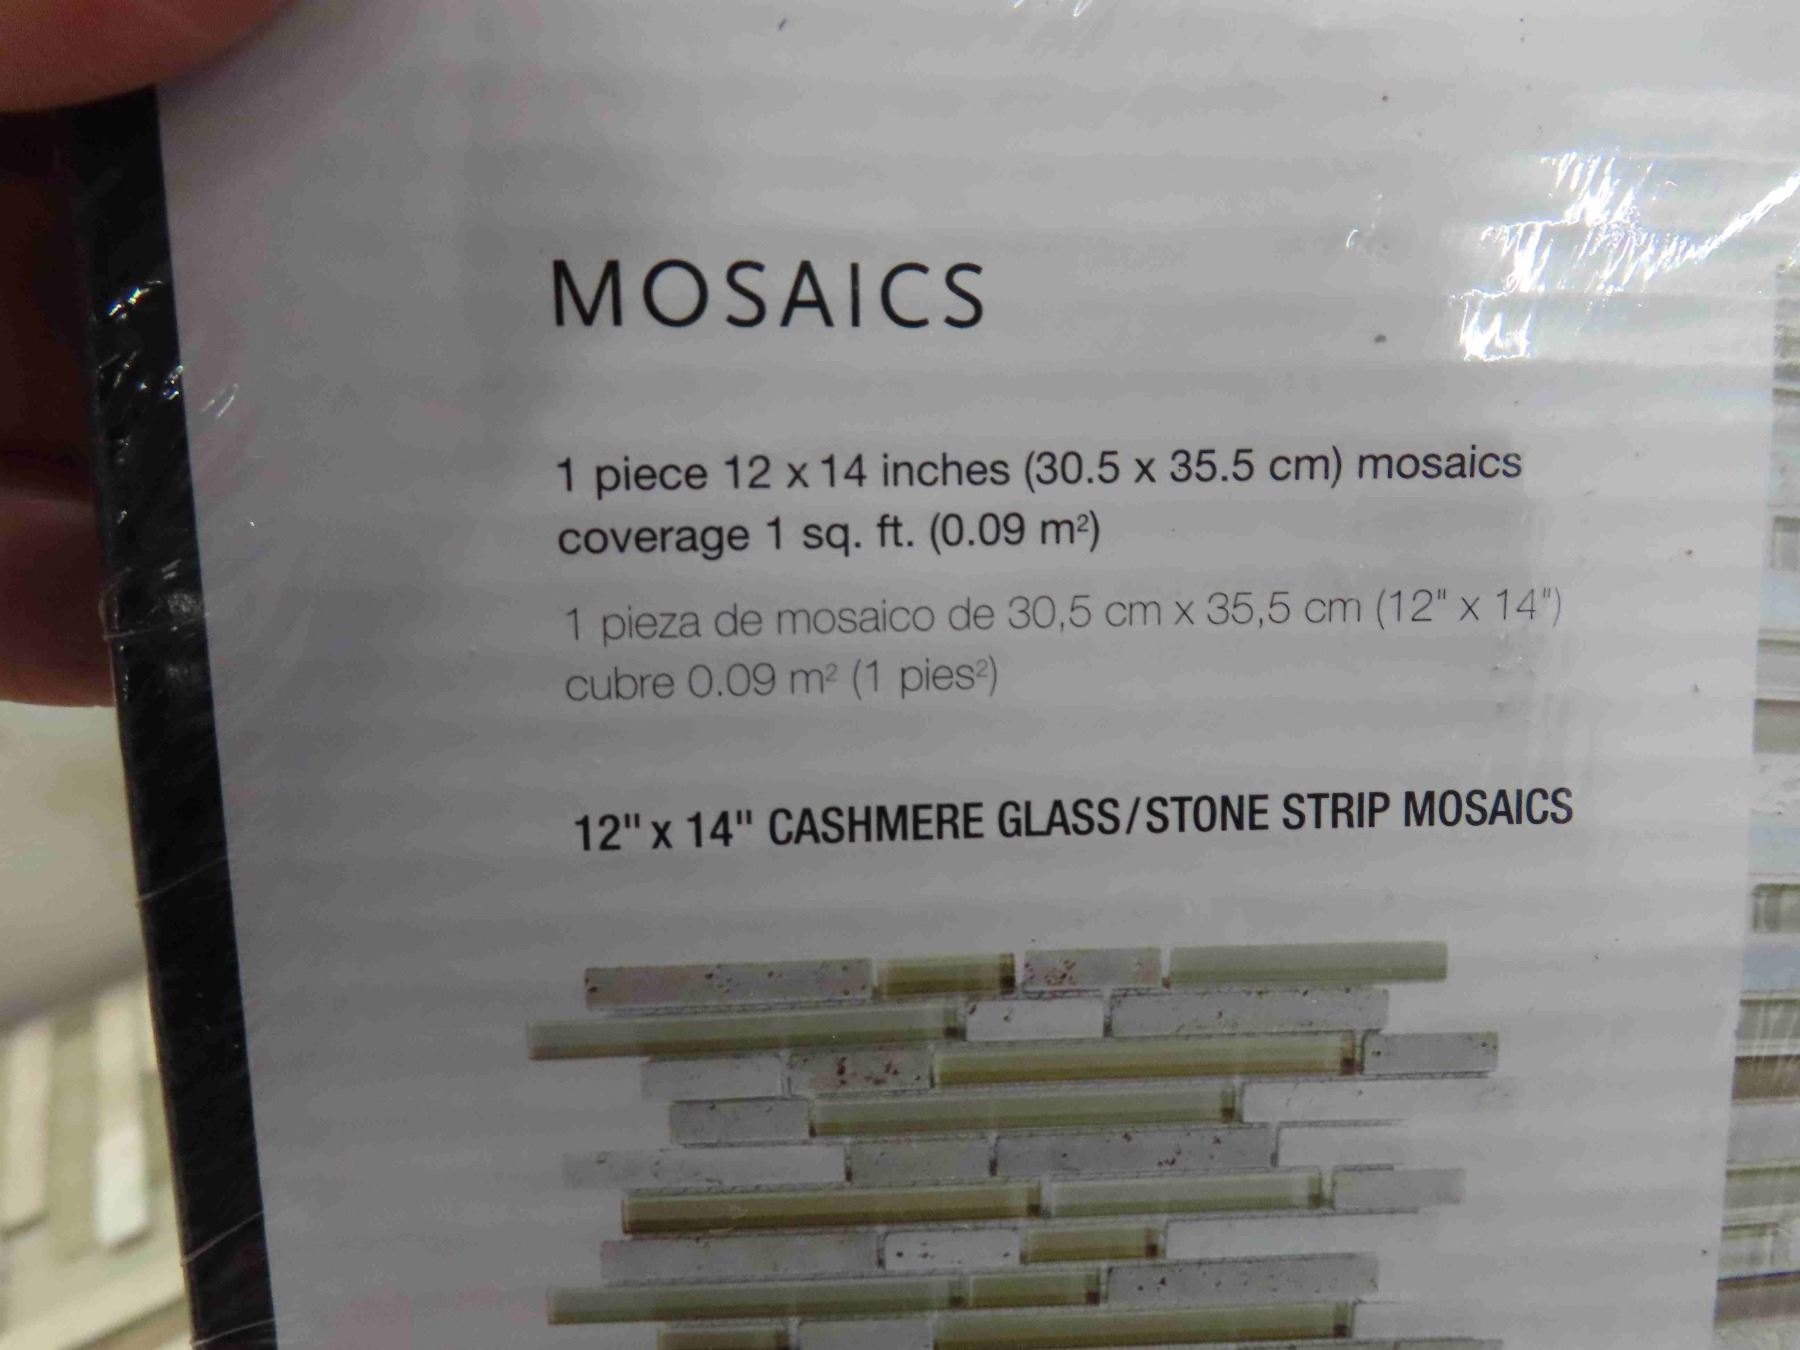 MOSAICS
1 piece 12 x 14 inches (30.5 x 35.5 cm) mosaics
coverage 1 sq. ft. (0.09 m²)
1 pieza de mosaico de 30,5 cm x 35,5 cm (12" x 14")
cubre 0.09 m² (1 pies²)
12" x 14" CASHMERE GLASS/STONE STRIP MOSAICS